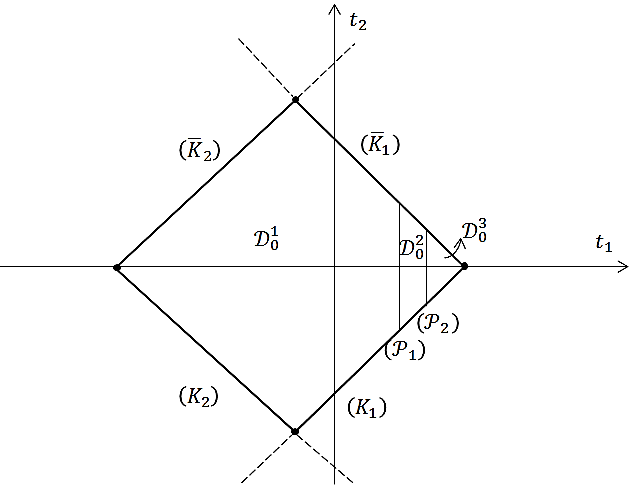 t₂
(K̅₂)
(K̅₁)
𝒟₀¹
𝒟₀²
𝒟₀³
t₁
(𝒫₂)
(𝒫₁)
(K₂)
(K₁)